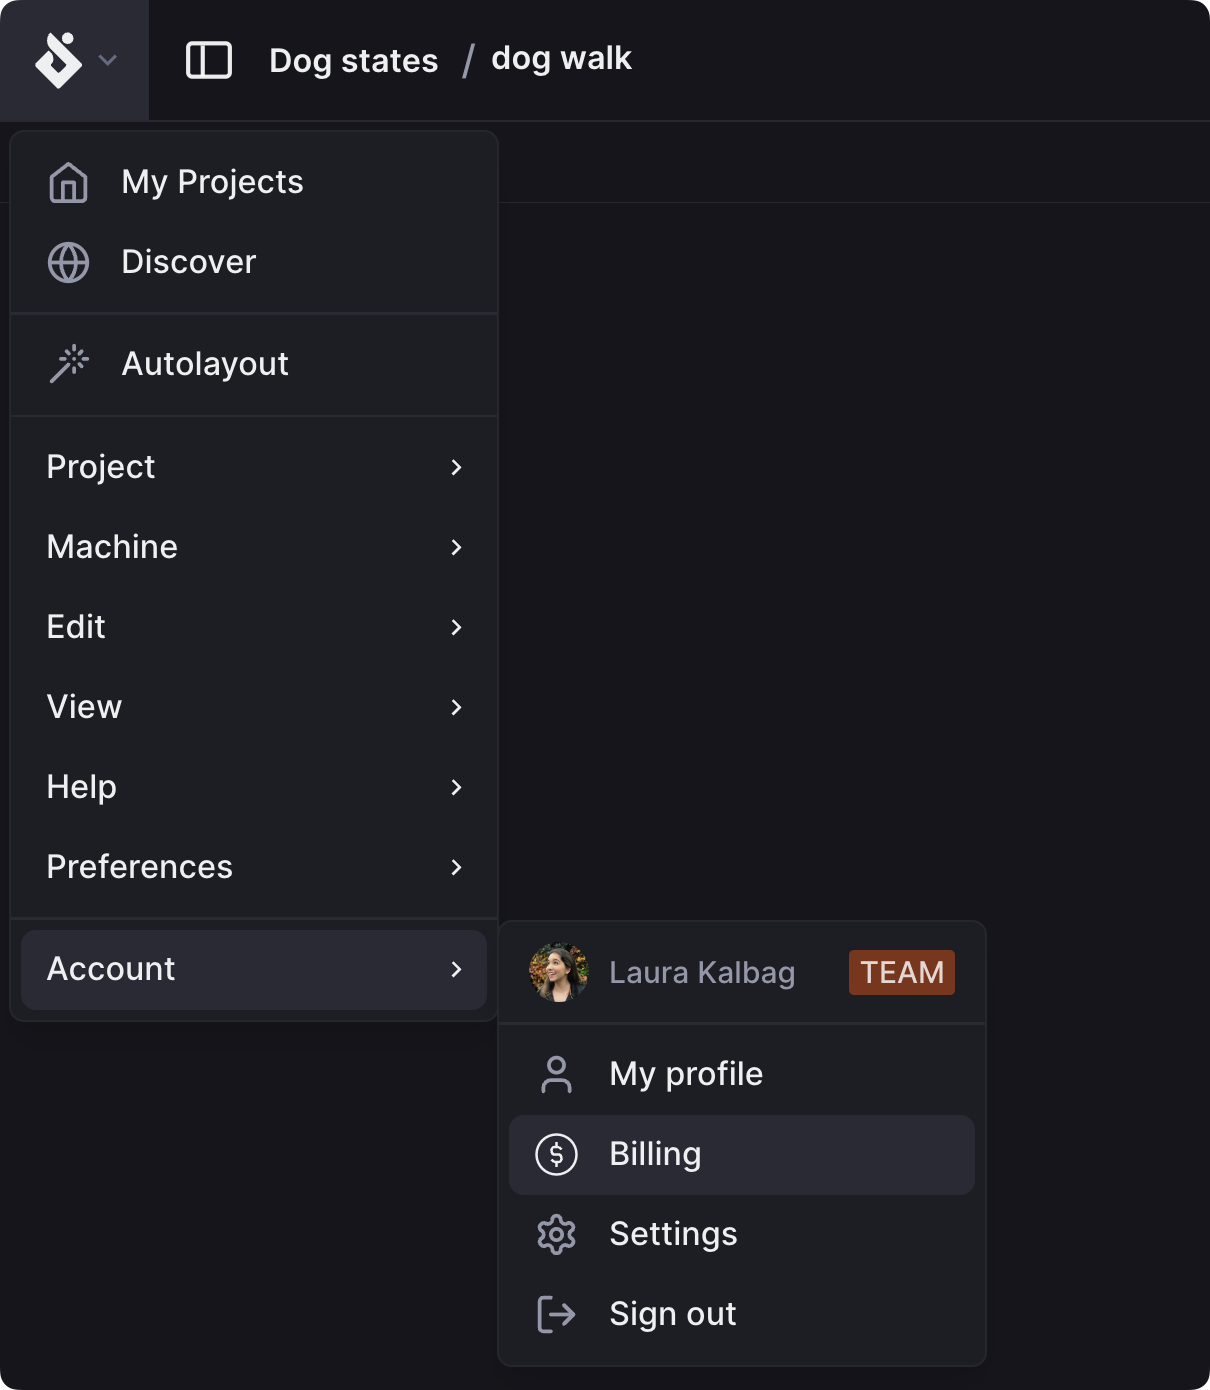 Dog states / dog walk
My Projects
Discover
Autolayout
Project
Machine
Edit
View
Help
Preferences
Account
Laura Kalbag TEAM
My profile
Billing
Settings
Sign out